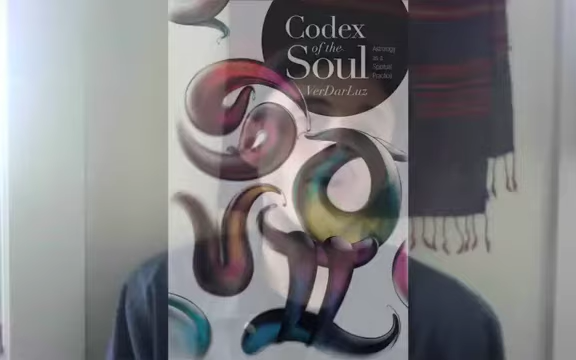 Codex
of the
Soul
Astrology
as a
Spiritual
Practice
VerDarLuz